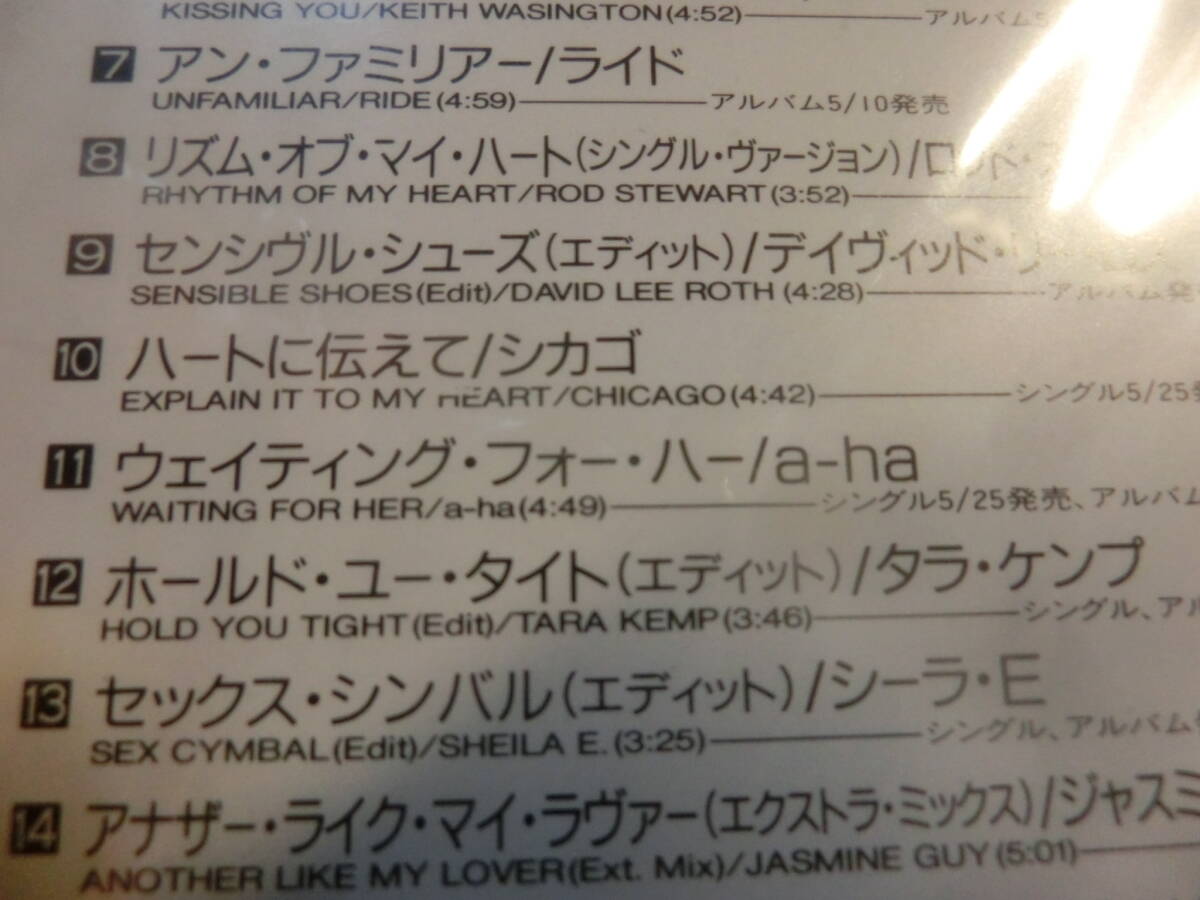 KISSING YOU/KEITH WASINGTON(4:52) アルバム5
7 アン・ファミリアー/ライド
UNFAMILIAR/RIDE(4:59) アルバム5/10発売
8 リズム・オブ・マイ・ハート(シングル・ヴァージョン)/ロッド・
RHYTHM OF MY HEART/ROD STEWART(3:52)
9 センシヴル・シューズ(エディット)/デイヴィッド・リー
SENSIBLE SHOES(Edit)/DAVID LEE ROTH(4:28) アルバム発
10 ハートに伝えて/シカゴ
EXPLAIN IT TO MY HEART/CHICAGO(4:42) シングル5/25発
11 ウェイティング・フォー・ハー/a-ha
WAITING FOR HER/a-ha(4:49) シングル5/25発売、アルバム
12 ホールド・ユー・タイト(エディット)/タラ・ケンプ
HOLD YOU TIGHT(Edit)/TARA KEMP(3:46) シングル、アル
13 セックス・シンバル(エディット)/シーラ・E
SEX CYMBAL(Edit)/SHEILA E.(3:25) シングル、アルバム
14 アナザー・ライク・マイ・ラヴァー(エクストラ・ミックス)/ジャスミ
ANOTHER LIKE MY LOVER(Ext. Mix)/JASMINE GUY(5:01)